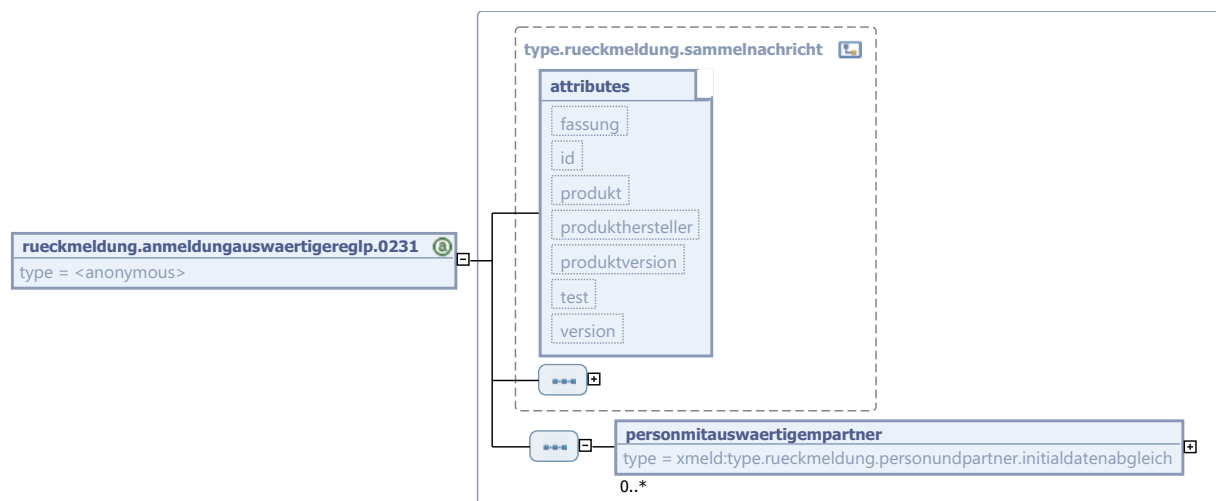 type.rueckmeldung.sammelnachricht
attributes
fassung
id
produkt
produkthersteller
produktversion
test
version
rueckmeldung.anmeldungauswaertigereglp.0231 a
type = <anonymous>
personmitauswaertigempartner
type = xmeld:type.rueckmeldung.personundpartner.initialdatenabgleich
0..*